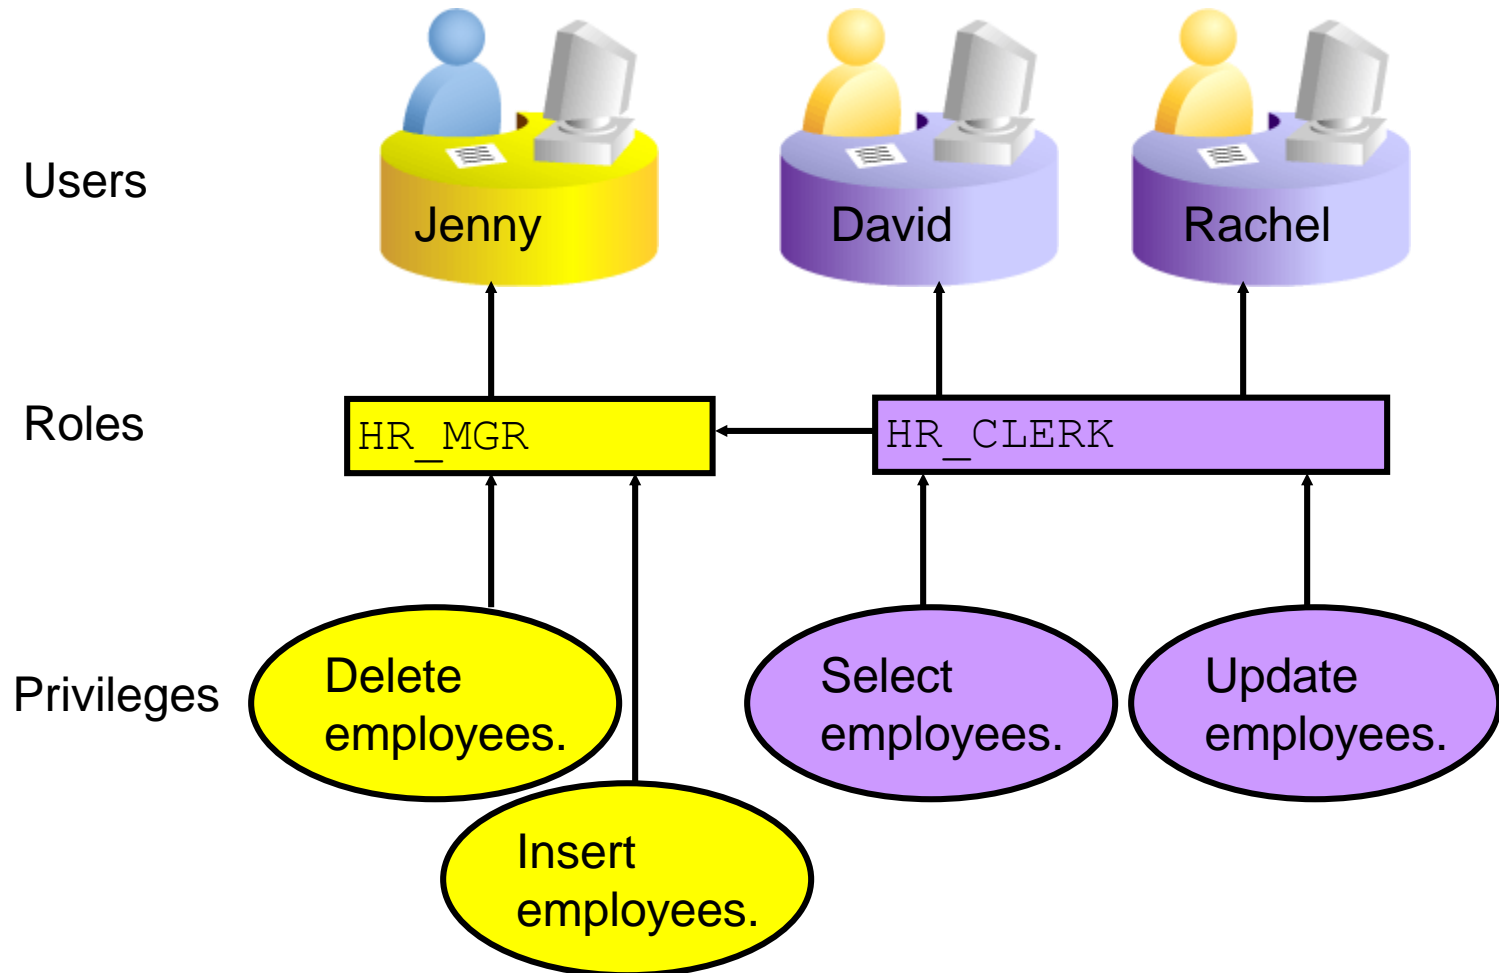 Users
Jenny
David
Rachel
Roles
HR_MGR
HR_CLERK
Privileges
Delete
employees.
Select
employees.
Update
employees.
Insert
employees.